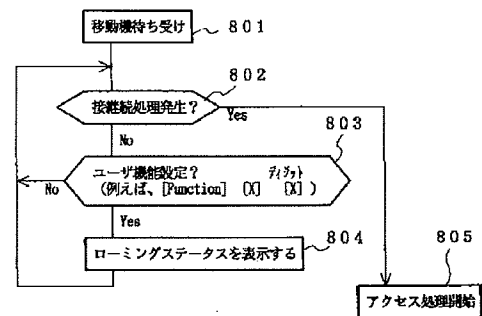 移動機待ち受け
801
802
接継続処理発生?
Yes
803
No
ユーザ機能設定? ディジット
(例えば、[Function] [X] [X] )
No
Yes
804
ローミングステータスを表示する
805
アクセス処理開始